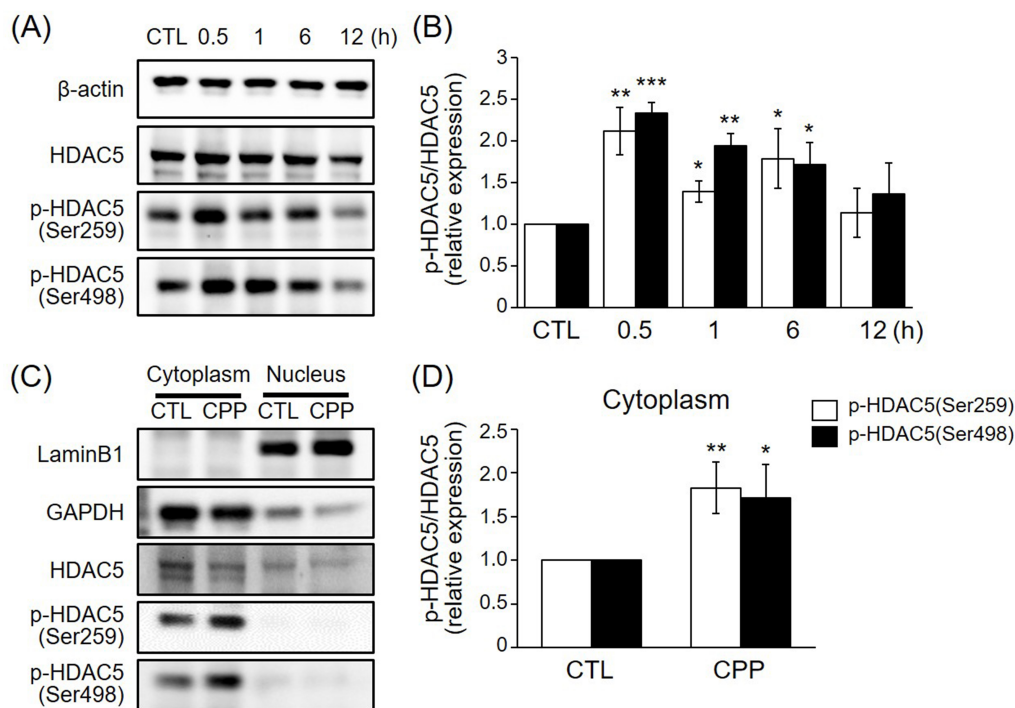 (A)
CTL 0.5 1 6 12 (h)
β-actin
HDAC5
p-HDAC5
(Ser259)
p-HDAC5
(Ser498)
(B)
p-HDAC5/HDAC5
(relative expression)
3
2.5
2.0
1.5
1.0
0.5
0
** *** * ** * *
CTL 0.5 1 6 12 (h)
(C)
Cytoplasm Nucleus
CTL CPP CTL CPP
LaminB1
GAPDH
HDAC5
p-HDAC5
(Ser259)
p-HDAC5
(Ser498)
(D)
Cytoplasm
p-HDAC5(Ser259)
p-HDAC5(Ser498)
p-HDAC5/HDAC5
(relative expression)
2.5
2.0
1.5
1.0
0.5
0
** *
CTL CPP